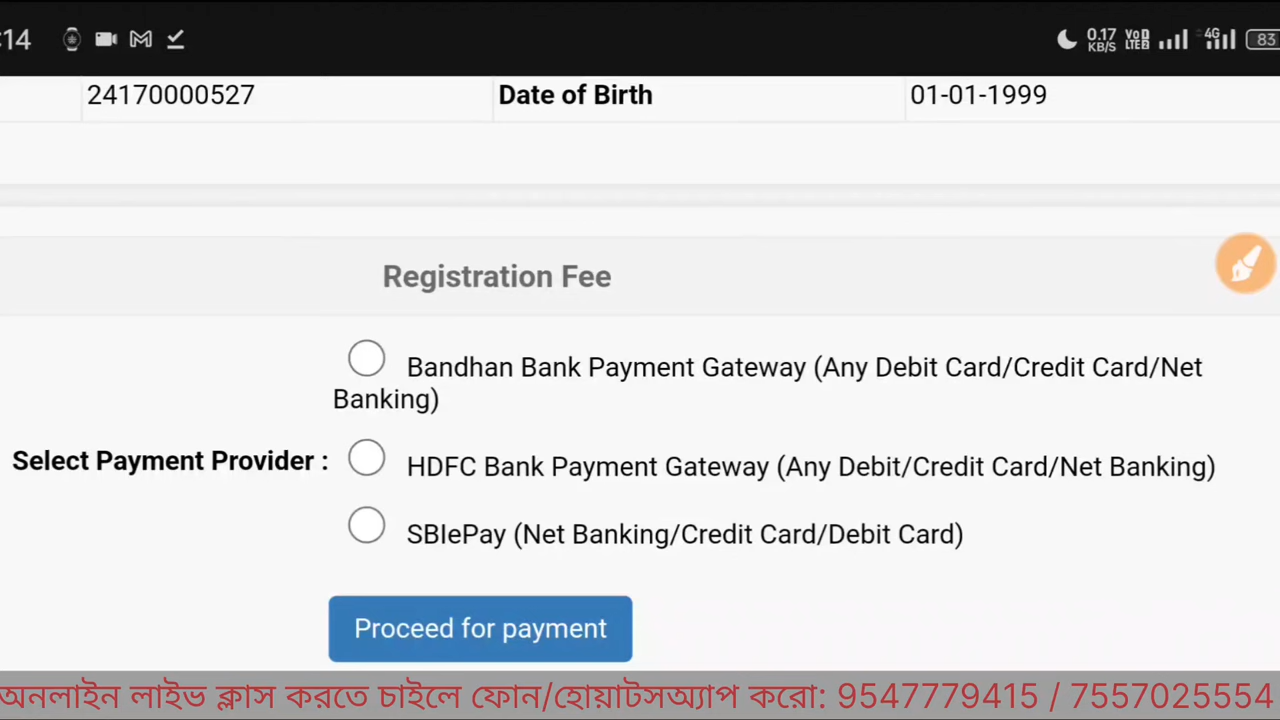 :14
0.17 KB/S
VoD LTE2
4G
83
24170000527 Date of Birth 01-01-1999
Registration Fee
Bandhan Bank Payment Gateway (Any Debit Card/Credit Card/Net
Banking)
Select Payment Provider :
HDFC Bank Payment Gateway (Any Debit/Credit Card/Net Banking)
SBIePay (Net Banking/Credit Card/Debit Card)
Proceed for payment
অনলাইন লাইভ ক্লাস করতে চাইলে ফোন/হোয়াটসঅ্যাপ করো: 9547779415 / 7557025554